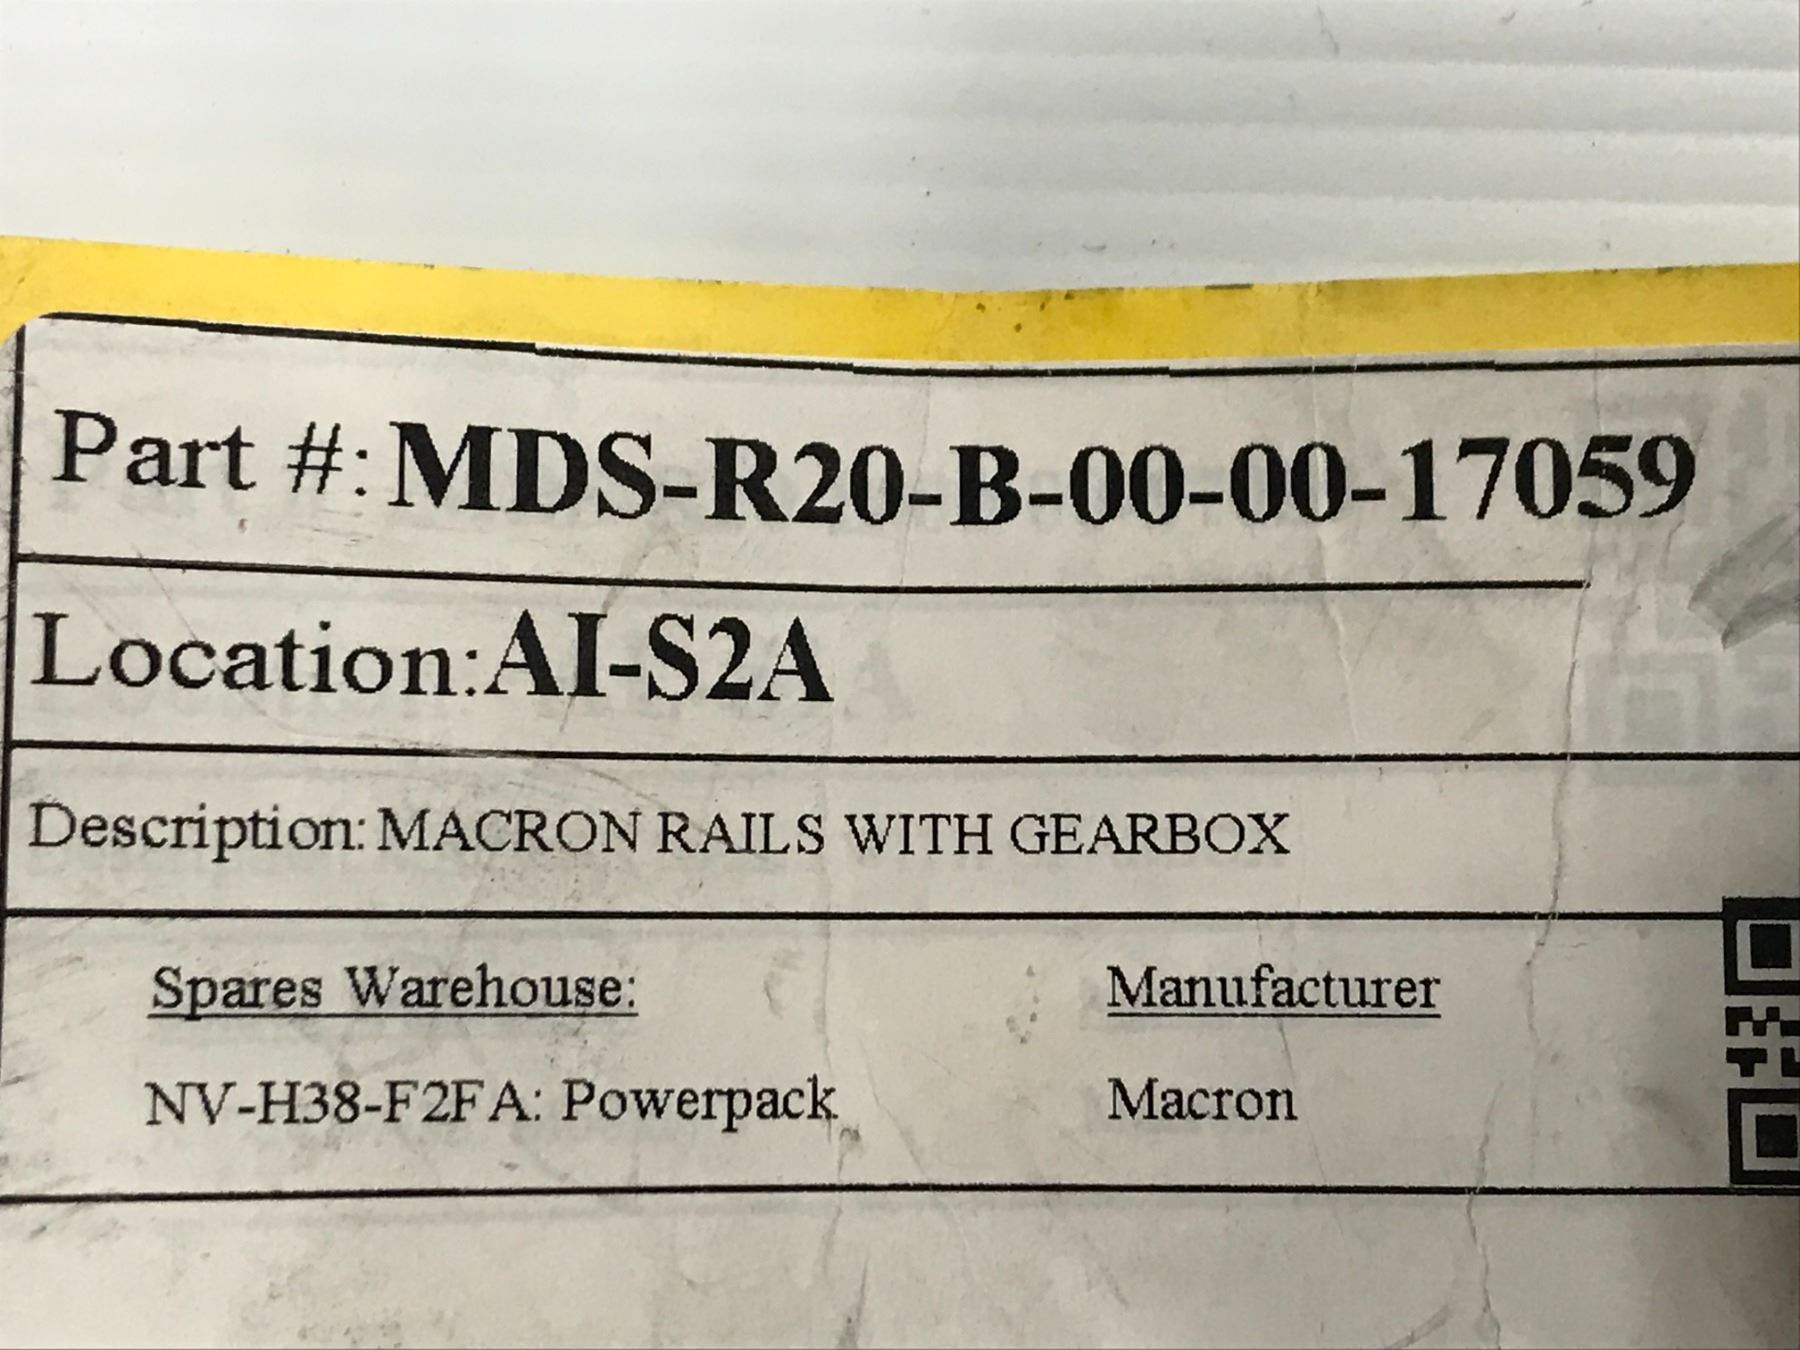 Part #: MDS-R20-B-00-00-17059
Location: AI-S2A
Description: MACRON RAILS WITH GEARBOX
Spares Warehouse: Manufacturer
NV-H38-F2FA: Powerpack Macron